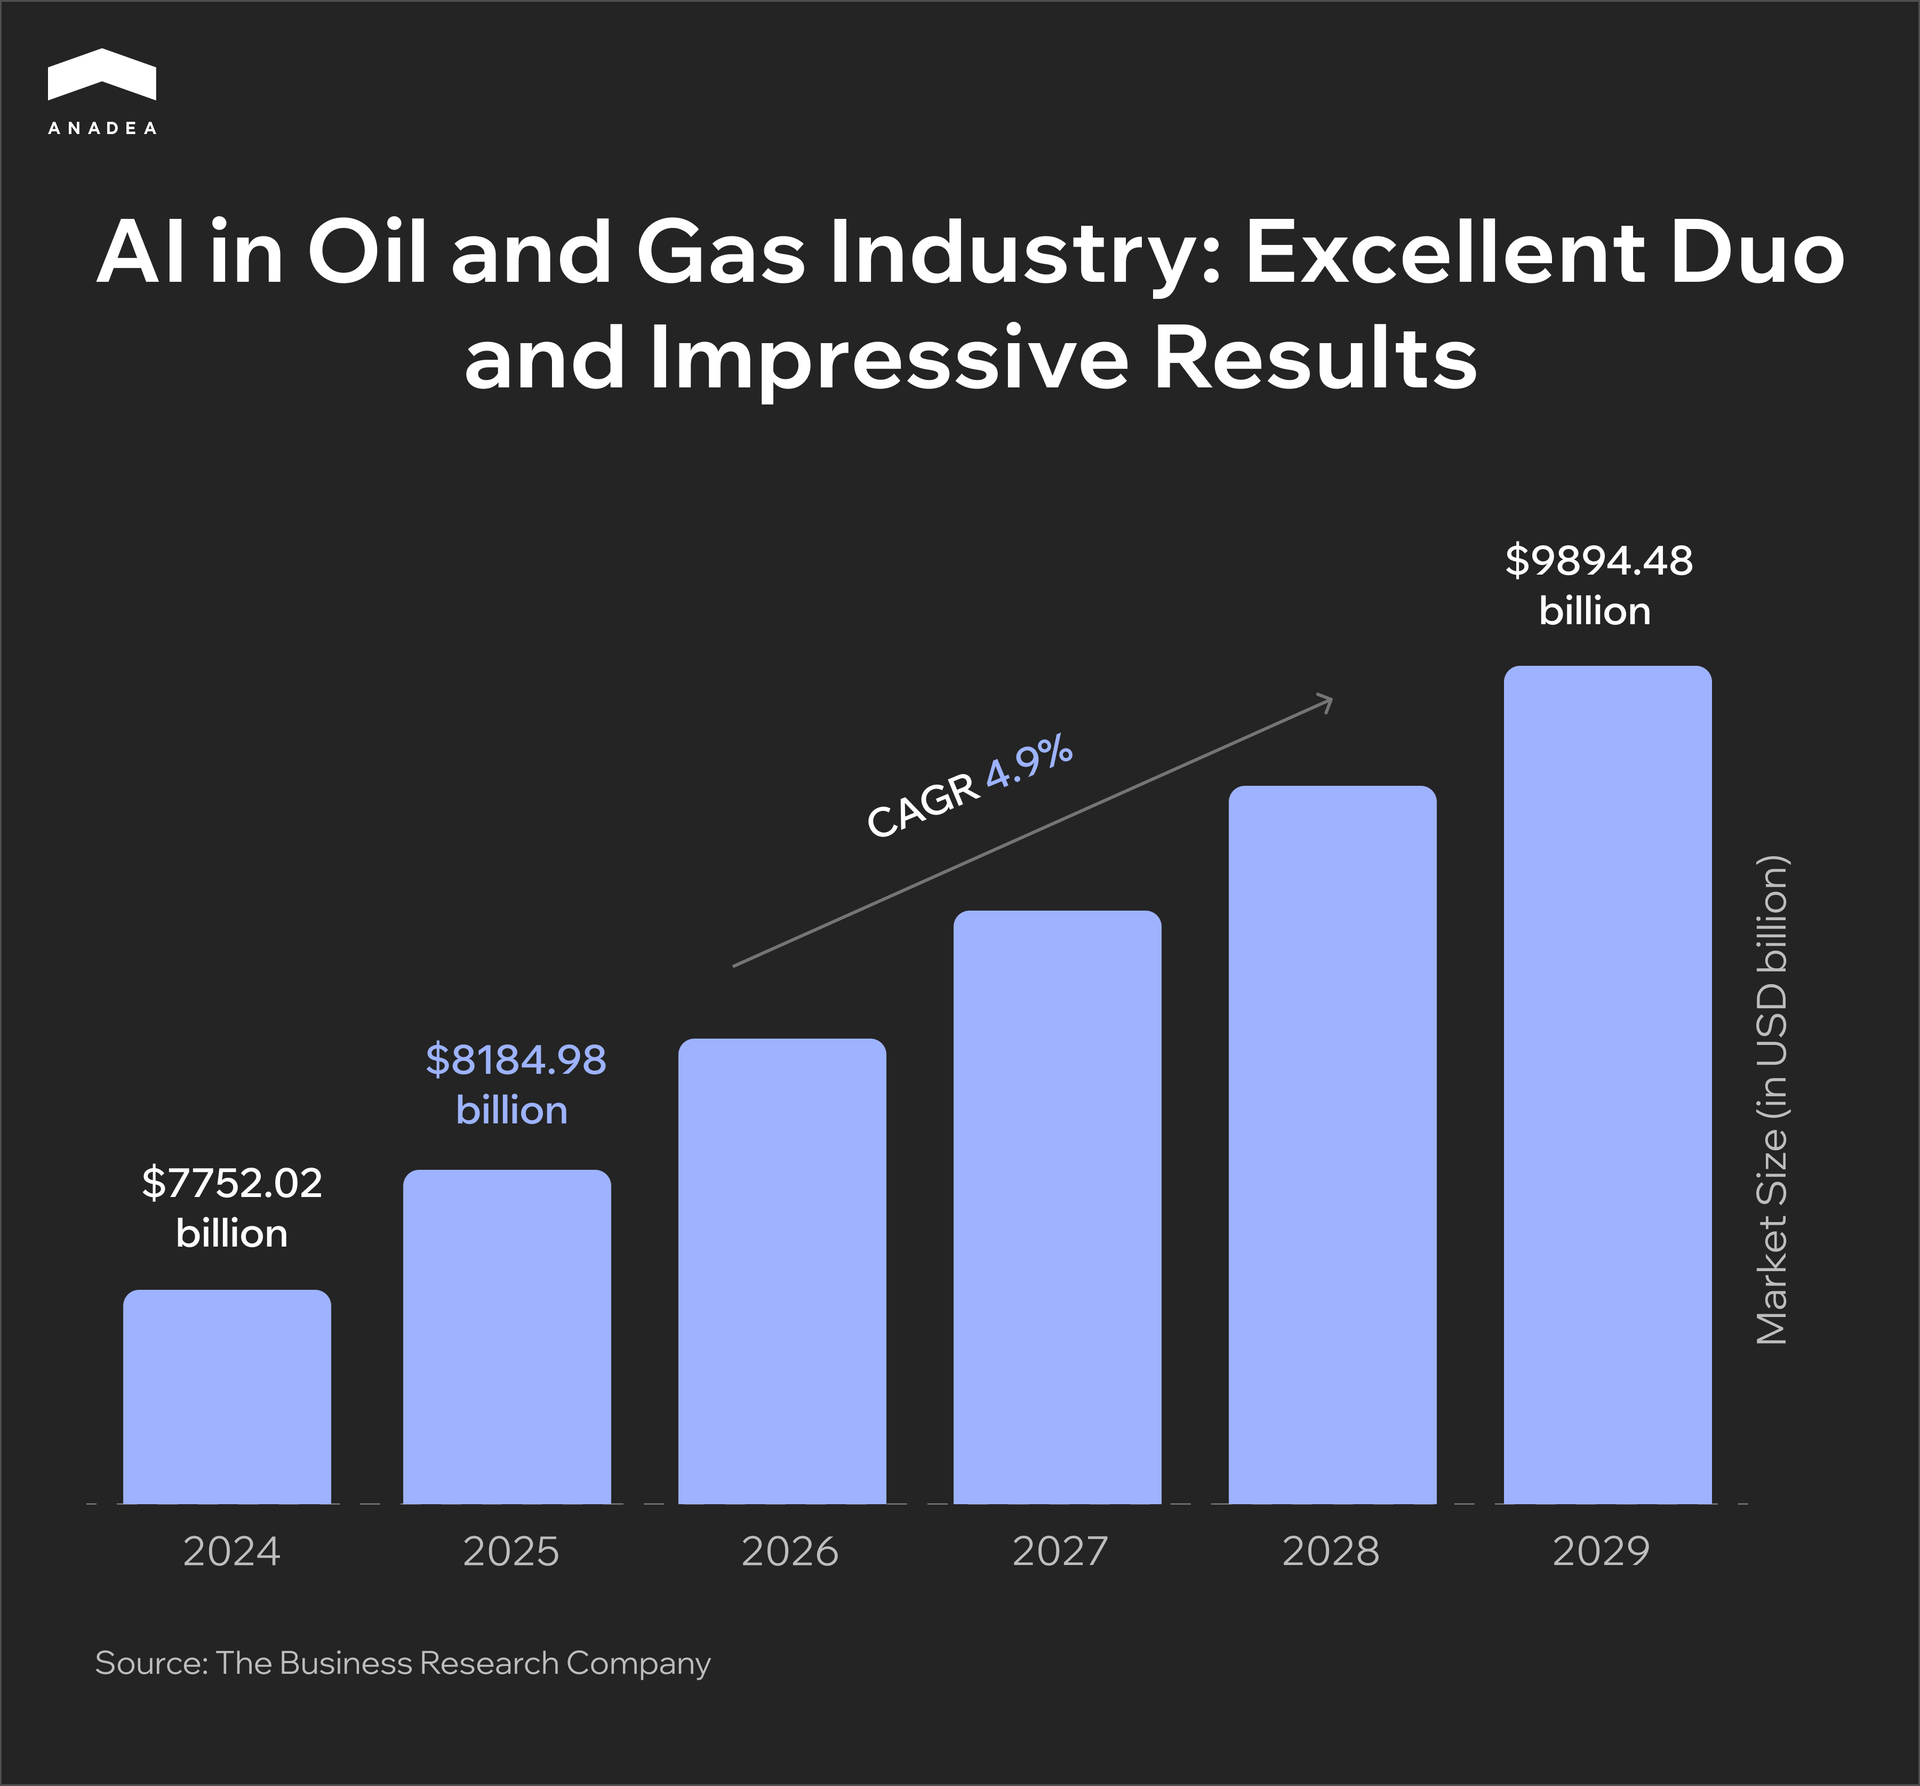 ANADEA
AI in Oil and Gas Industry: Excellent Duo
and Impressive Results
$9894.48
billion
CAGR 4.9%
$8184.98
billion
$7752.02
billion
Market Size (in USD billion)
2024
2025
2026
2027
2028
2029
Source: The Business Research Company